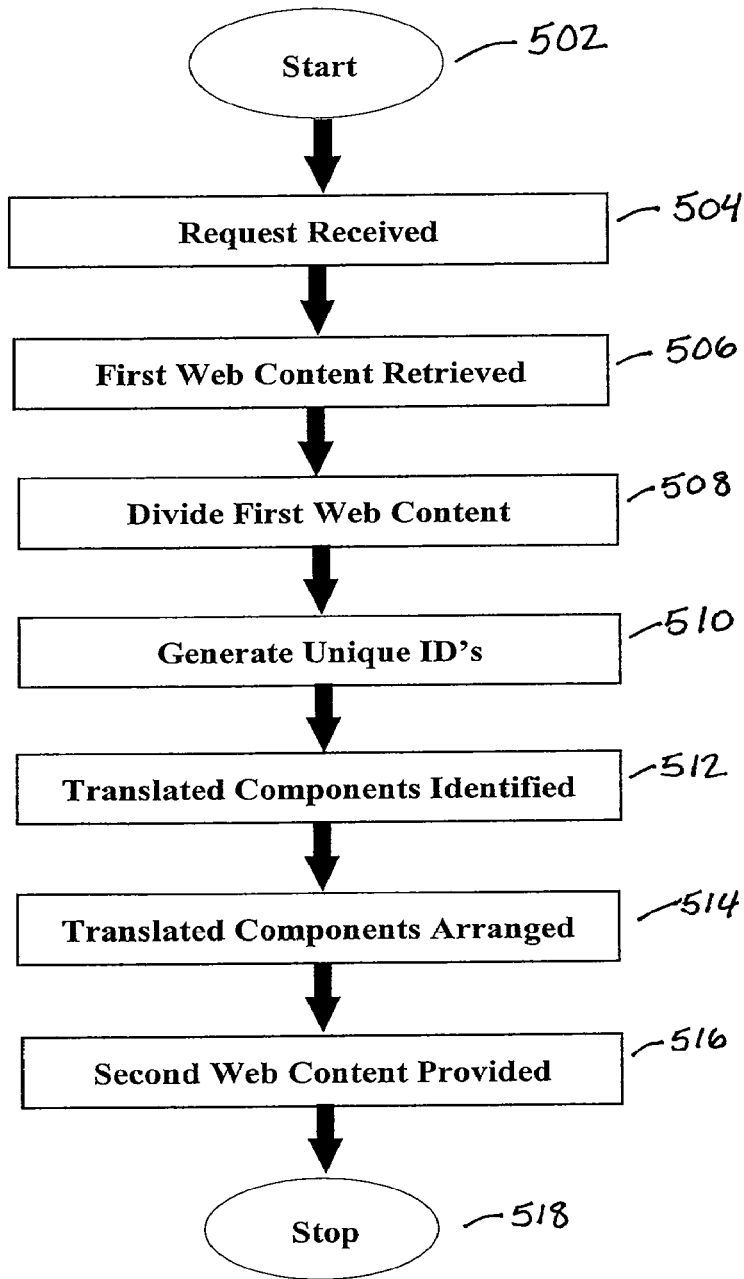 Start
502
Request Received
504
First Web Content Retrieved
506
Divide First Web Content
508
Generate Unique ID's
510
Translated Components Identified
512
Translated Components Arranged
514
Second Web Content Provided
516
Stop
518